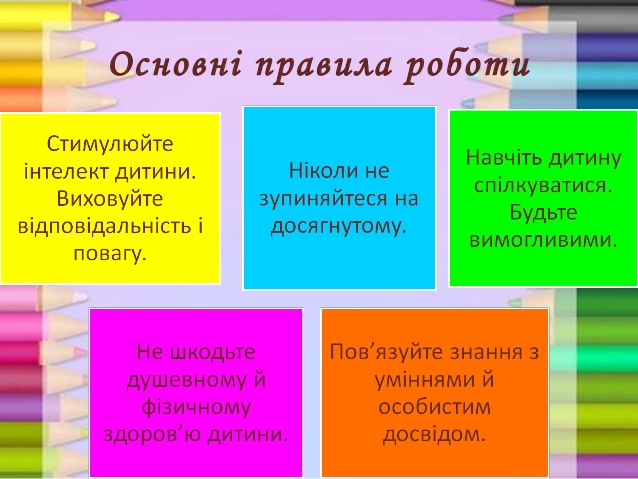 Основні правила роботи
Стимулюйте
інтелект дитини.
Виховуйте
відповідальність і
повагу.
Ніколи не
зупиняйтеся на
досягнутому.
Навчіть дитину
спілкуватися.
Будьте
вимогливими.
Не шкодьте
душевному й
фізичному
здоров’ю дитини.
Пов’язуйте знання з
уміннями й
особистим
досвідом.